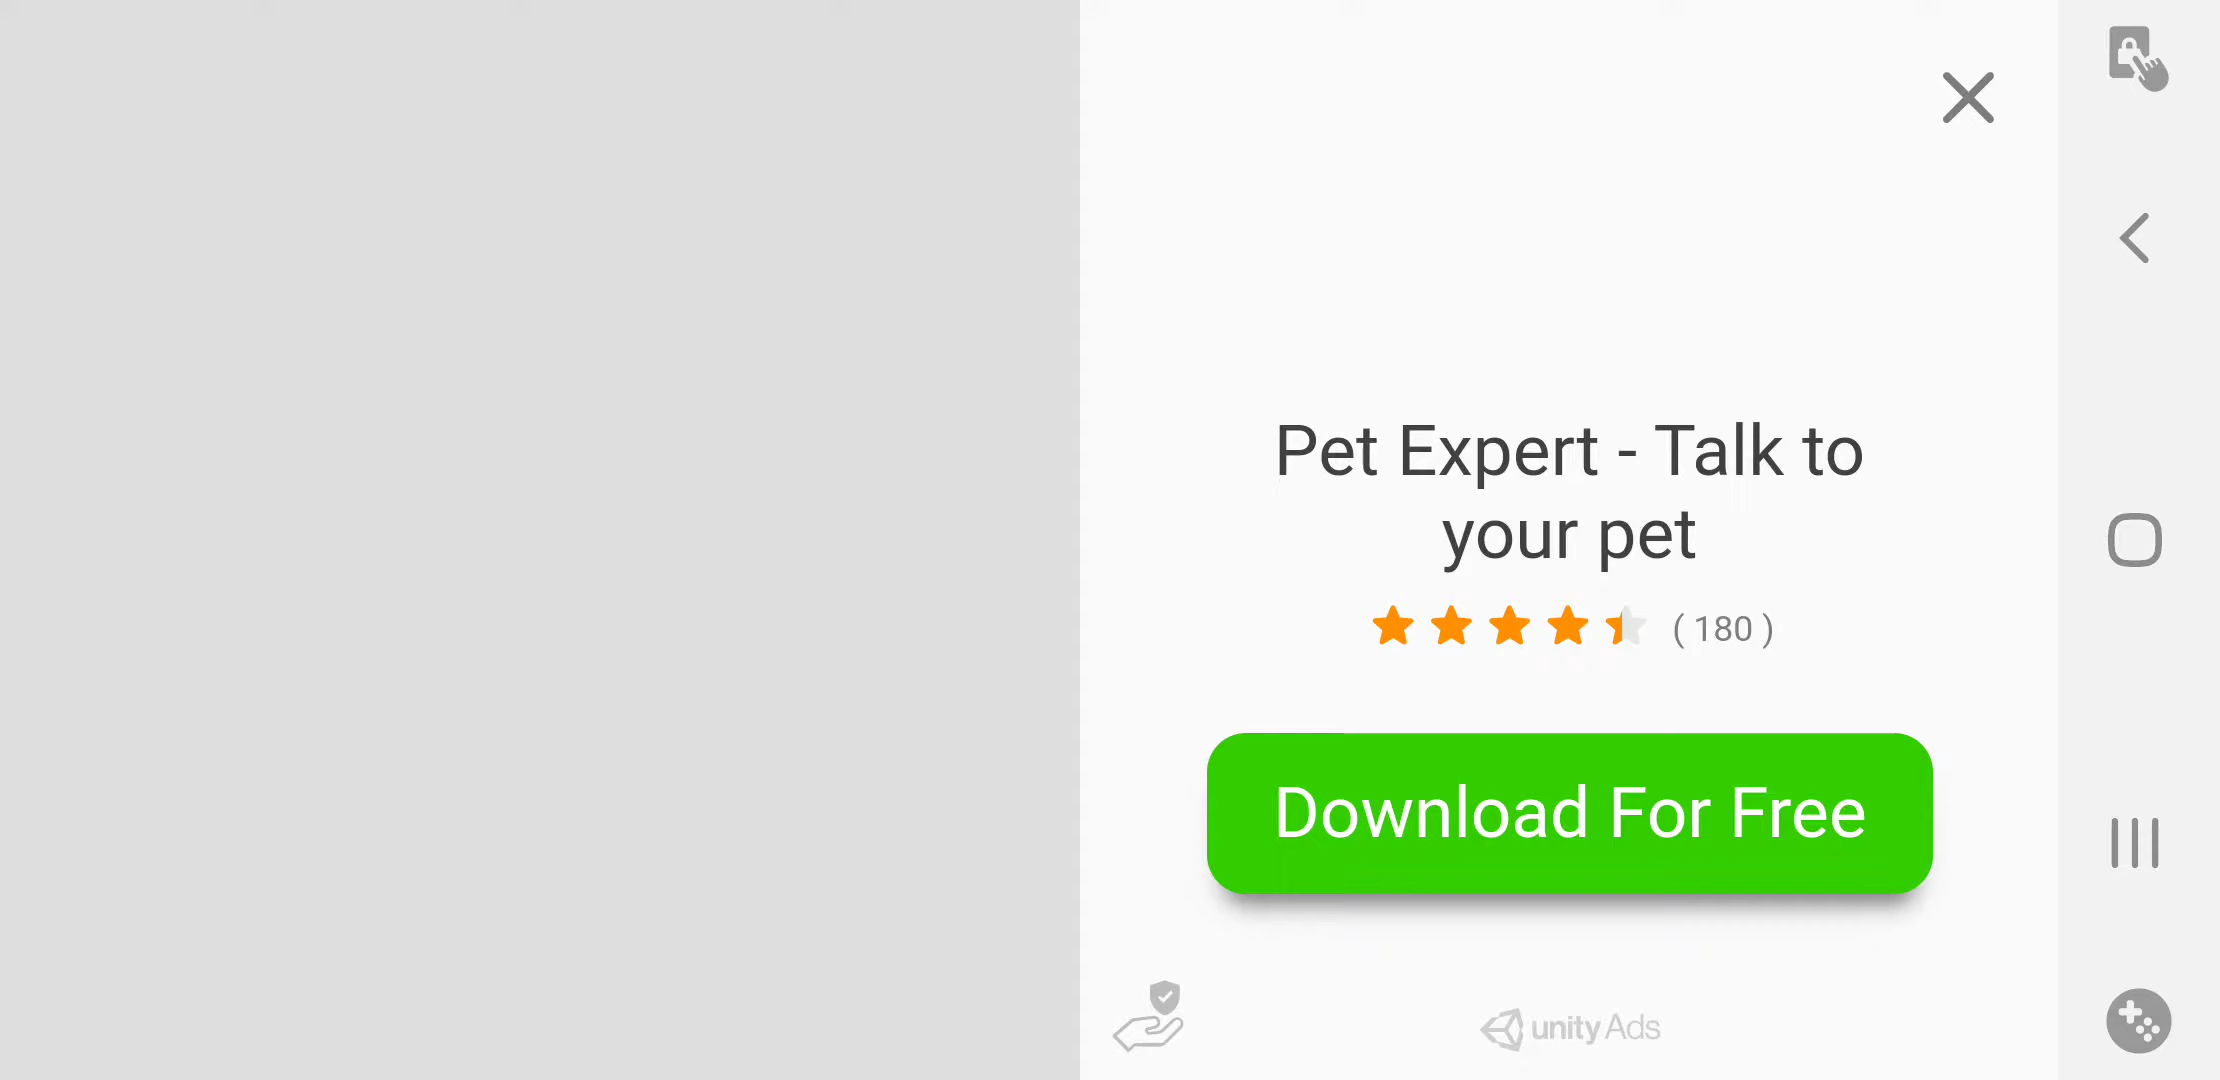 Pet Expert - Talk to
your pet
( 180 )
Download For Free
unity Ads